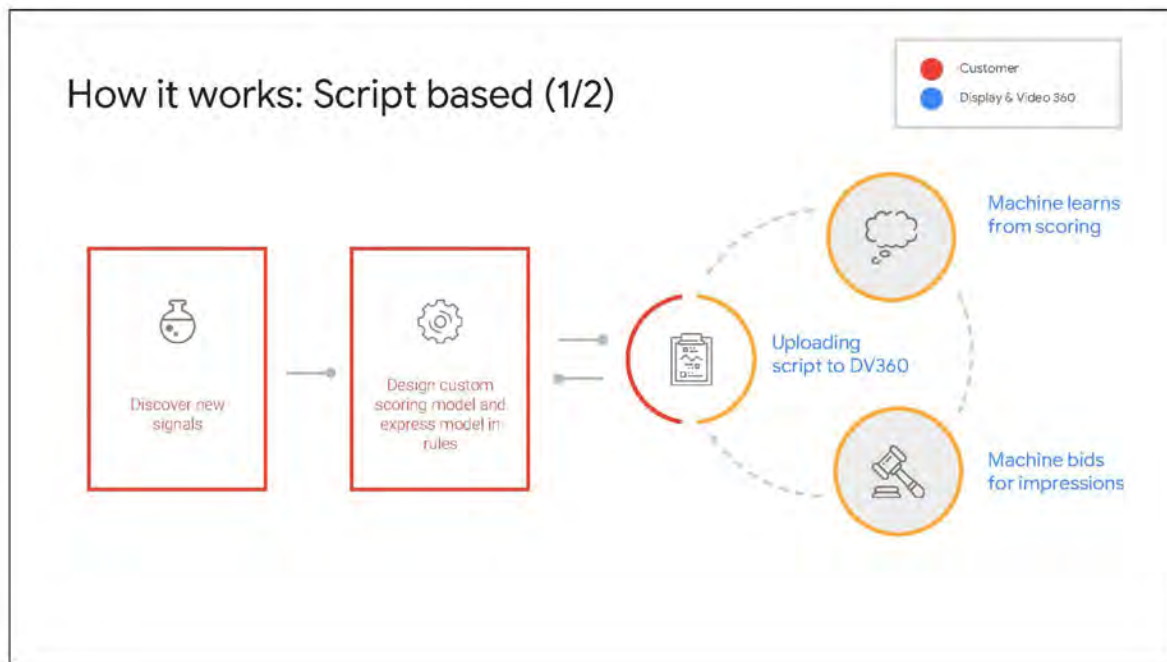 How it works: Script based (1/2)
Customer
Display & Video 360
Discover new
signals
Design custom
scoring model and
express model in
rules
Uploading
script to DV360
Machine learns
from scoring
Machine bids
for impressions